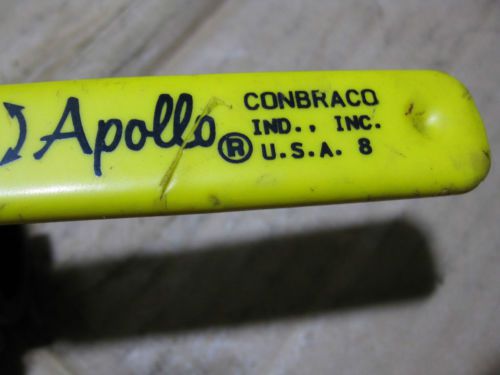 Apollo®
CONBRACO
IND., INC.
U.S.A. 8